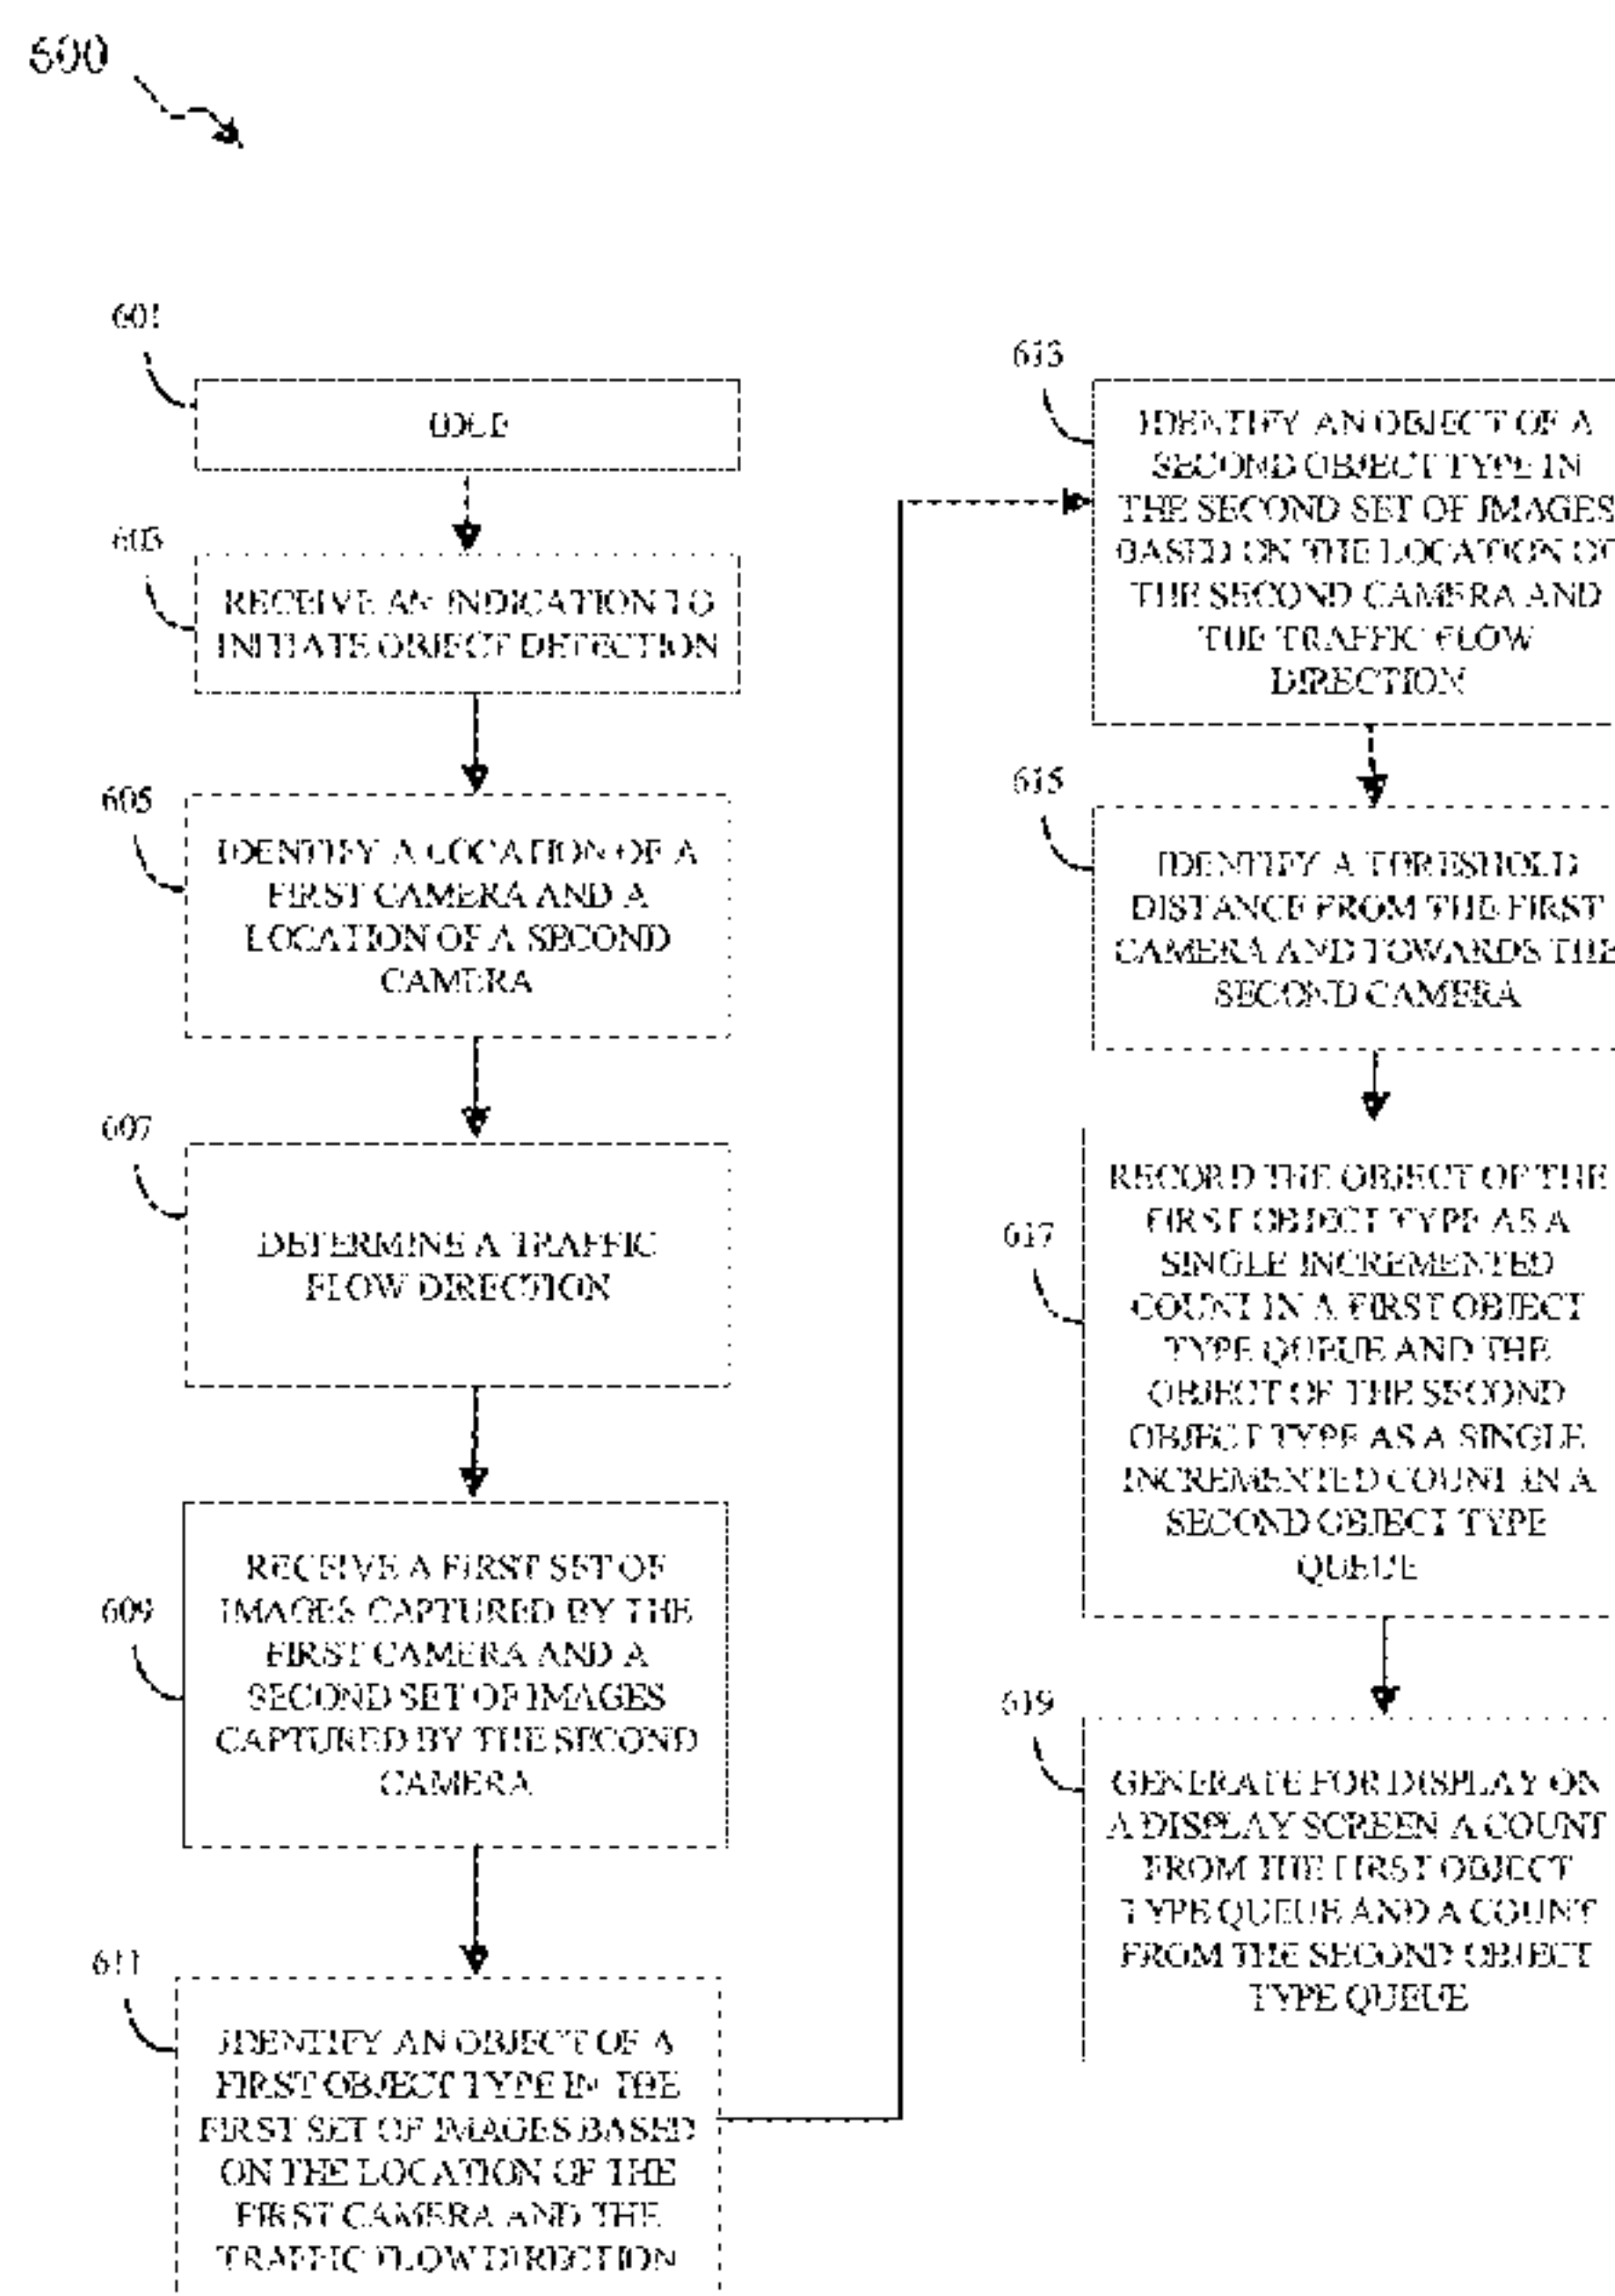 600
601
IDLE
603
RECEIVE AN INDICATION TO
INITIATE OBJECT DETECTION
605
IDENTIFY A LOCATION OF A
FIRST CAMERA AND A
LOCATION OF A SECOND
CAMERA
607
DETERMINE A TRAFFIC
FLOW DIRECTION
609
RECEIVE A FIRST SET OF
IMAGES CAPTURED BY THE
FIRST CAMERA AND A
SECOND SET OF IMAGES
CAPTURED BY THE SECOND
CAMERA
611
IDENTIFY AN OBJECT OF A
FIRST OBJECT TYPE IN THE
FIRST SET OF IMAGES BASED
ON THE LOCATION OF THE
FIRST CAMERA AND THE
TRAFFIC FLOW DIRECTION
613
IDENTIFY AN OBJECT OF A
SECOND OBJECT TYPE IN
THE SECOND SET OF IMAGES
BASED ON THE LOCATION OF
THE SECOND CAMERA AND
THE TRAFFIC FLOW
DIRECTION
615
IDENTIFY A THRESHOLD
DISTANCE FROM THE FIRST
CAMERA AND TOWARDS THE
SECOND CAMERA
617
RECORD THE OBJECT OF THE
FIRST OBJECT TYPE AS A
SINGLE INCREMENTED
COUNT IN A FIRST OBJECT
TYPE QUEUE AND THE
OBJECT OF THE SECOND
OBJECT TYPE AS A SINGLE
INCREMENTED COUNT IN A
SECOND OBJECT TYPE
QUEUE
619
GENERATE FOR DISPLAY ON
A DISPLAY SCREEN A COUNT
FROM THE FIRST OBJECT
TYPE QUEUE AND A COUNT
FROM THE SECOND OBJECT
TYPE QUEUE